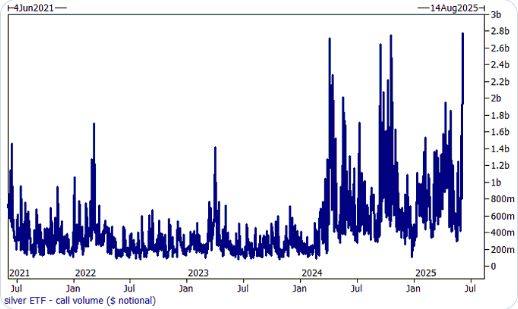 4Jun2021
14Aug2025
3b
2.8b
2.6b
2.4b
2.2b
2b
1.8b
1.6b
1.4b
1.2b
1b
800m
600m
400m
200m
0
2021 2022 2023 2024 2025
Jul Jan Jul Jan Jul Jan Jul Jan Jul
silver ETF - call volume ($ notional)